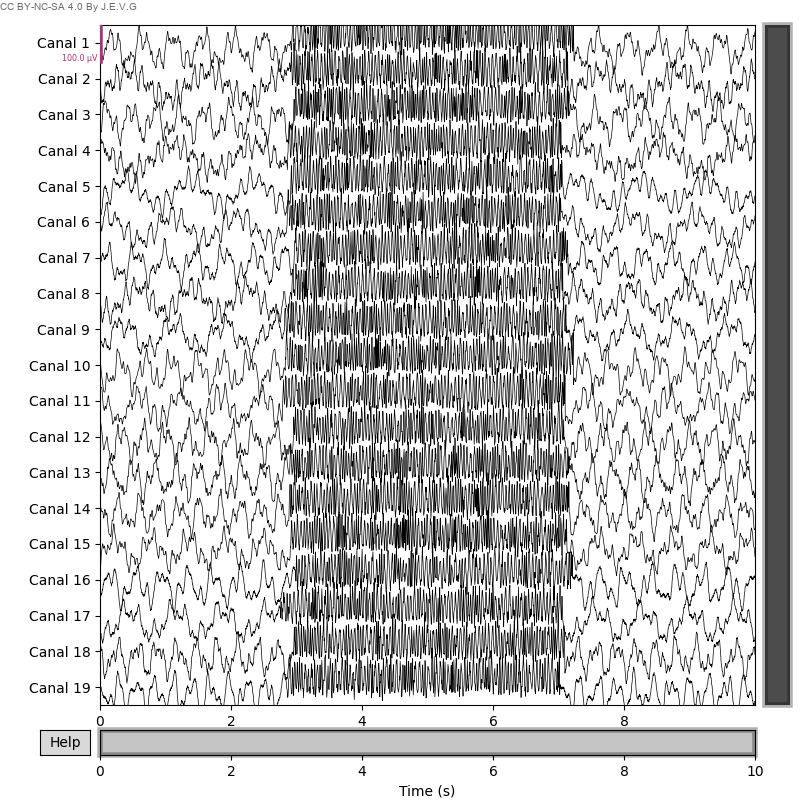 CC BY-NC-SA 4.0 By J.E.V.G
Canal 1
100.0 µV
Canal 2
Canal 3
Canal 4
Canal 5
Canal 6
Canal 7
Canal 8
Canal 9
Canal 10
Canal 11
Canal 12
Canal 13
Canal 14
Canal 15
Canal 16
Canal 17
Canal 18
Canal 19
0 2 4 6 8
Help
0 2 4 6 8 10
Time (s)